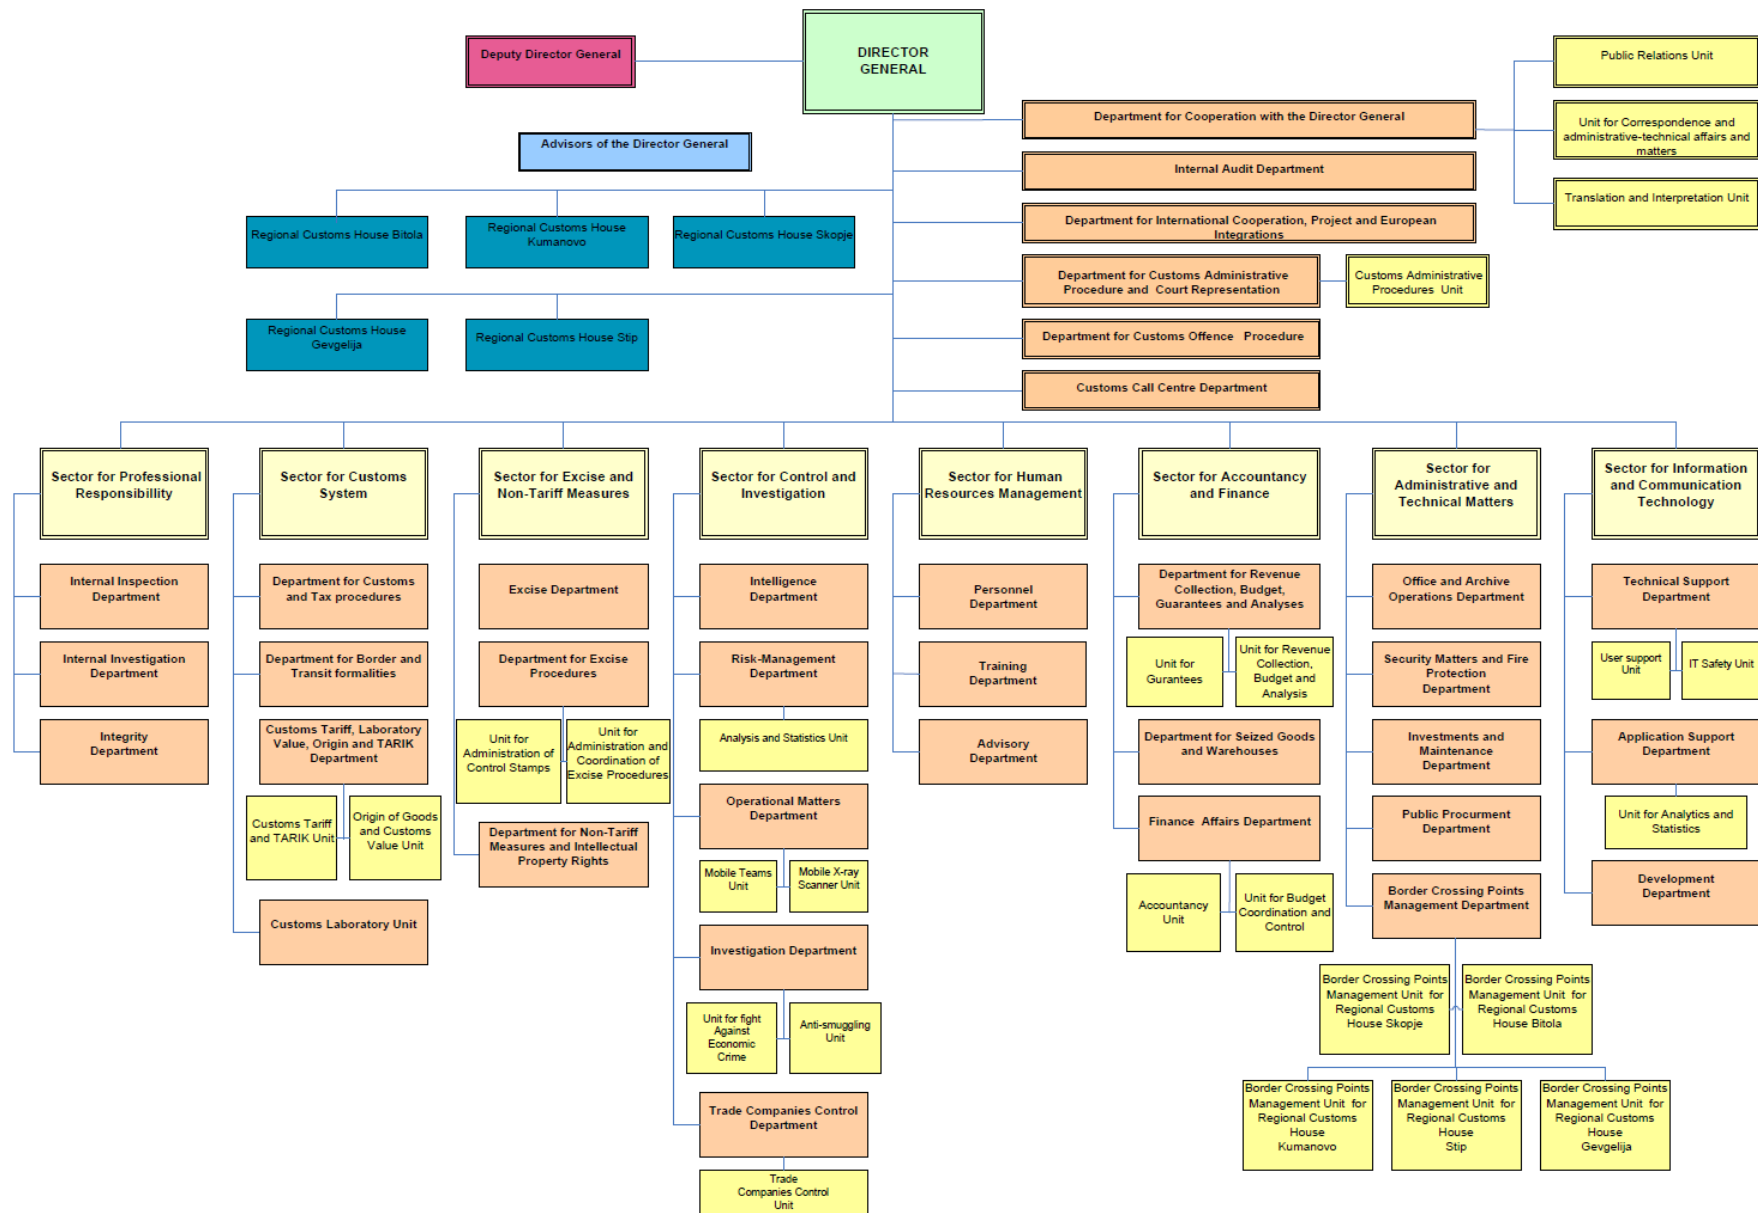 Deputy Director General
DIRECTOR
GENERAL
Public Relations Unit
Department for Cooperation with the Director General
Unit for Correspondence and
administrative-technical affairs and
matters
Advisors of the Director General
Internal Audit Department
Translation and Interpretation Unit
Regional Customs House Bitola
Regional Customs House
Kumanovo
Regional Customs House Skopje
Department for International Cooperation, Project and European
Integrations
Department for Customs Administrative
Procedure and Court Representation
Customs Administrative
Procedures Unit
Regional Customs House
Gevgelija
Regional Customs House Stip
Department for Customs Offence Procedure
Customs Call Centre Department
Sector for Professional
Responsibillity
Sector for Customs
System
Sector for Excise and
Non-Tariff Measures
Sector for Control and
Investigation
Sector for Human
Resources Management
Sector for Accountancy
and Finance
Sector for
Administrative and
Technical Matters
Sector for Information
and Communication
Technology
Internal Inspection
Department
Department for Customs
and Tax procedures
Excise Department
Intelligence
Department
Personnel
Department
Department for Revenue
Collection, Budget,
Guarantees and Analyses
Office and Archive
Operations Department
Technical Support
Department
Internal Investigation
Department
Department for Border and
Transit formalities
Department for Excise
Procedures
Risk-Management
Department
Training
Department
Unit for
Gurantees
Unit for Revenue
Collection,
Budget and
Analysis
Security Matters and Fire
Protection
Department
User support
Unit
IT Safety Unit
Integrity
Department
Customs Tariff, Laboratory
Value, Origin and TARIK
Department
Unit for
Administration of
Control Stamps
Unit for
Administration and
Coordination of
Excise Procedures
Analysis and Statistics Unit
Advisory
Department
Department for Seized Goods
and Warehouses
Investments and
Maintenance
Department
Application Support
Department
Customs Tariff
and TARIK Unit
Origin of Goods
and Customs
Value Unit
Department for Non-Tariff
Measures and Intellectual
Property Rights
Operational Matters
Department
Finance Affairs Department
Public Procurment
Department
Unit for Analytics and
Statistics
Mobile Teams
Unit
Mobile X-ray
Scanner Unit
Accountancy
Unit
Unit for Budget
Coordination and
Control
Border Crossing Points
Management Department
Development
Department
Customs Laboratory Unit
Investigation Department
Unit for fight
Against
Economic
Crime
Anti-smuggling
Unit
Border Crossing Points
Management Unit for
Regional Customs
House Skopje
Border Crossing Points
Management Unit for
Regional Customs
House Bitola
Trade Companies Control
Department
Border Crossing Points
Management Unit for
Regional Customs
House
Kumanovo
Border Crossing Points
Management Unit for
Regional Customs
House
Stip
Border Crossing Points
Management Unit for
Regional Customs
House
Gevgelija
Trade
Companies Control
Unit